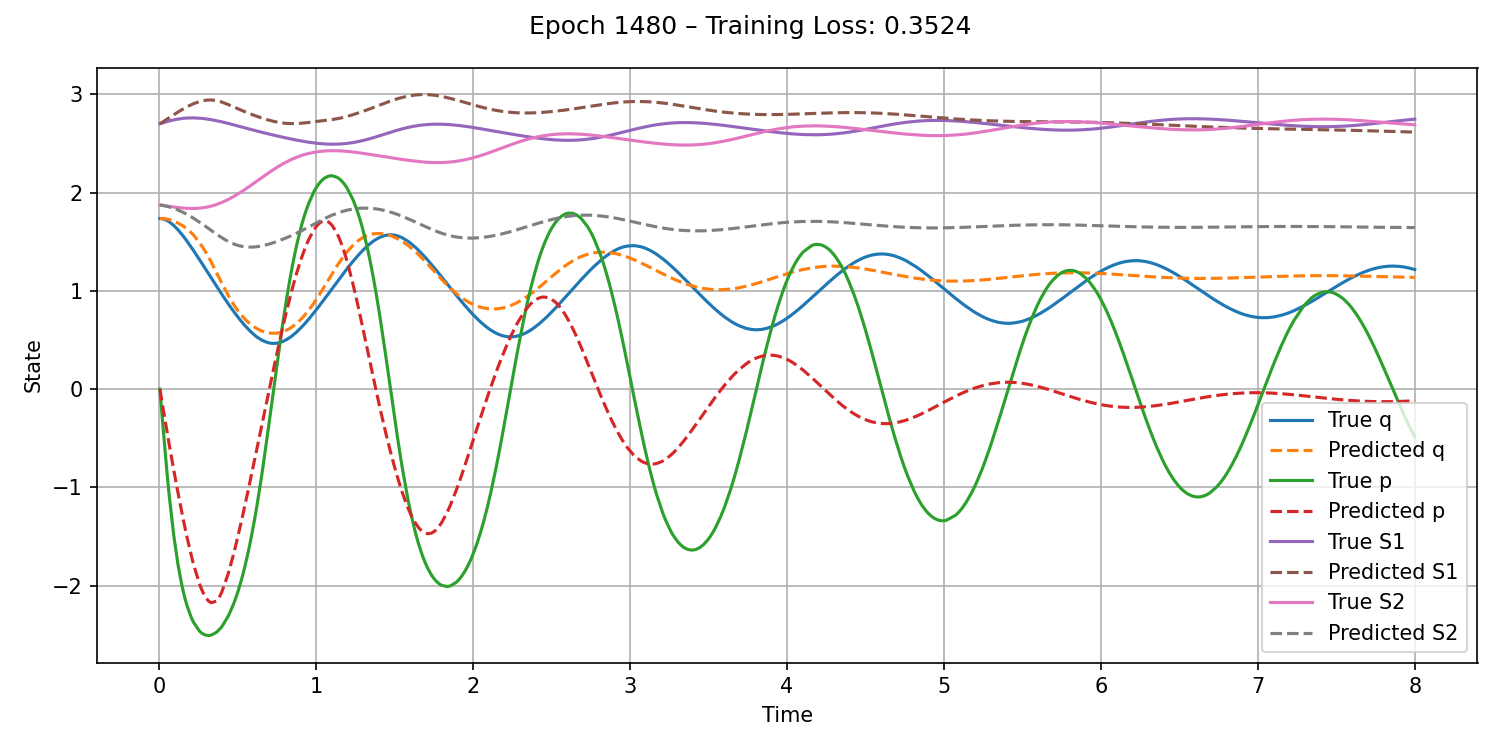 Epoch 1480 – Training Loss: 0.3524
3
2
1
0
−1
−2
State
0 1 2 3 4 5 6 7 8
Time
True q
Predicted q
True p
Predicted p
True S1
Predicted S1
True S2
Predicted S2